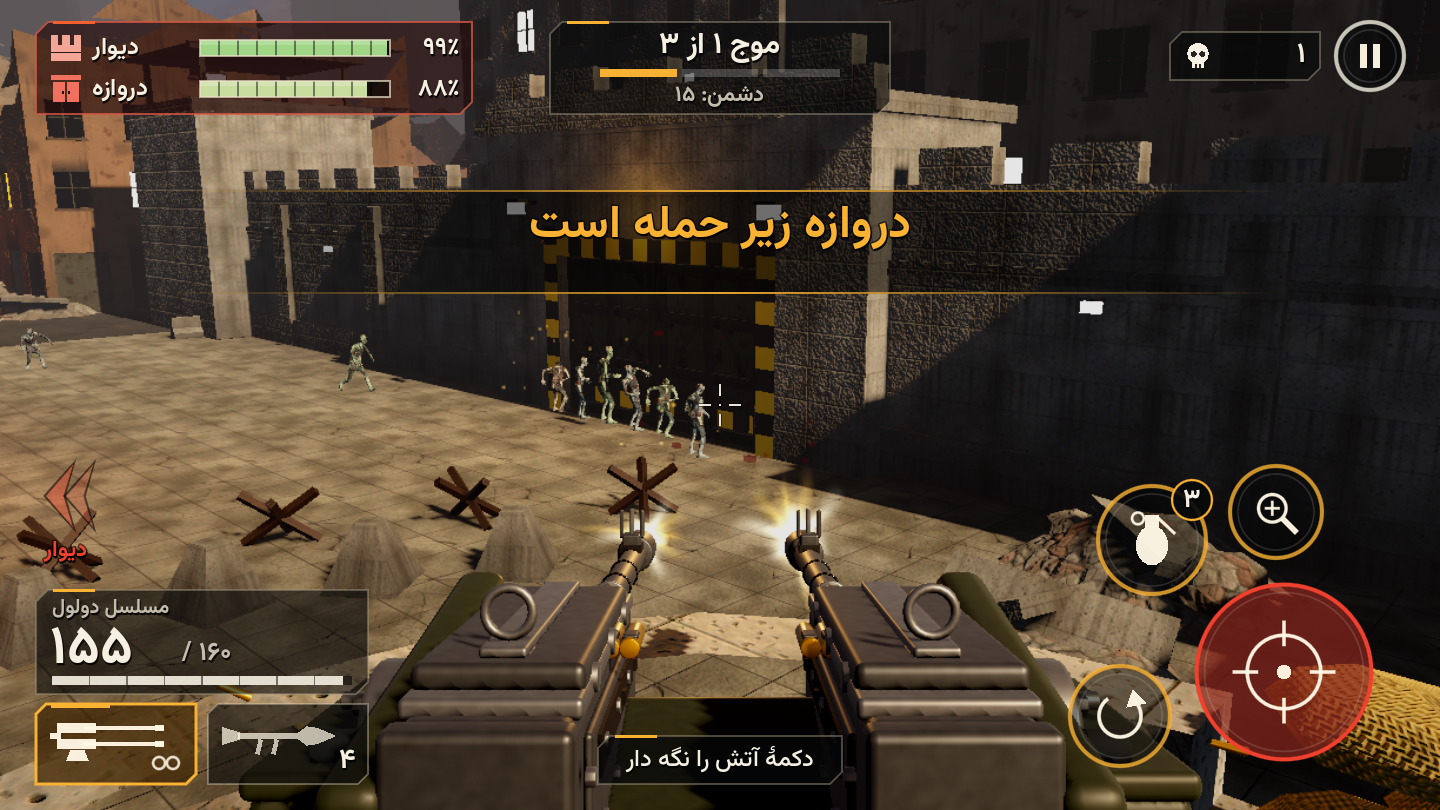 دیوار ۹۹٪
دروازه ۸۸٪
موج ۱ از ۳
دشمن: ۱۵
۱
دروازه زیر حمله است
دیوار
۳
مسلسل دولول
۱۵۵ / ۱۶۰
∞
۴
دکمهٔ آتش را نگه دار